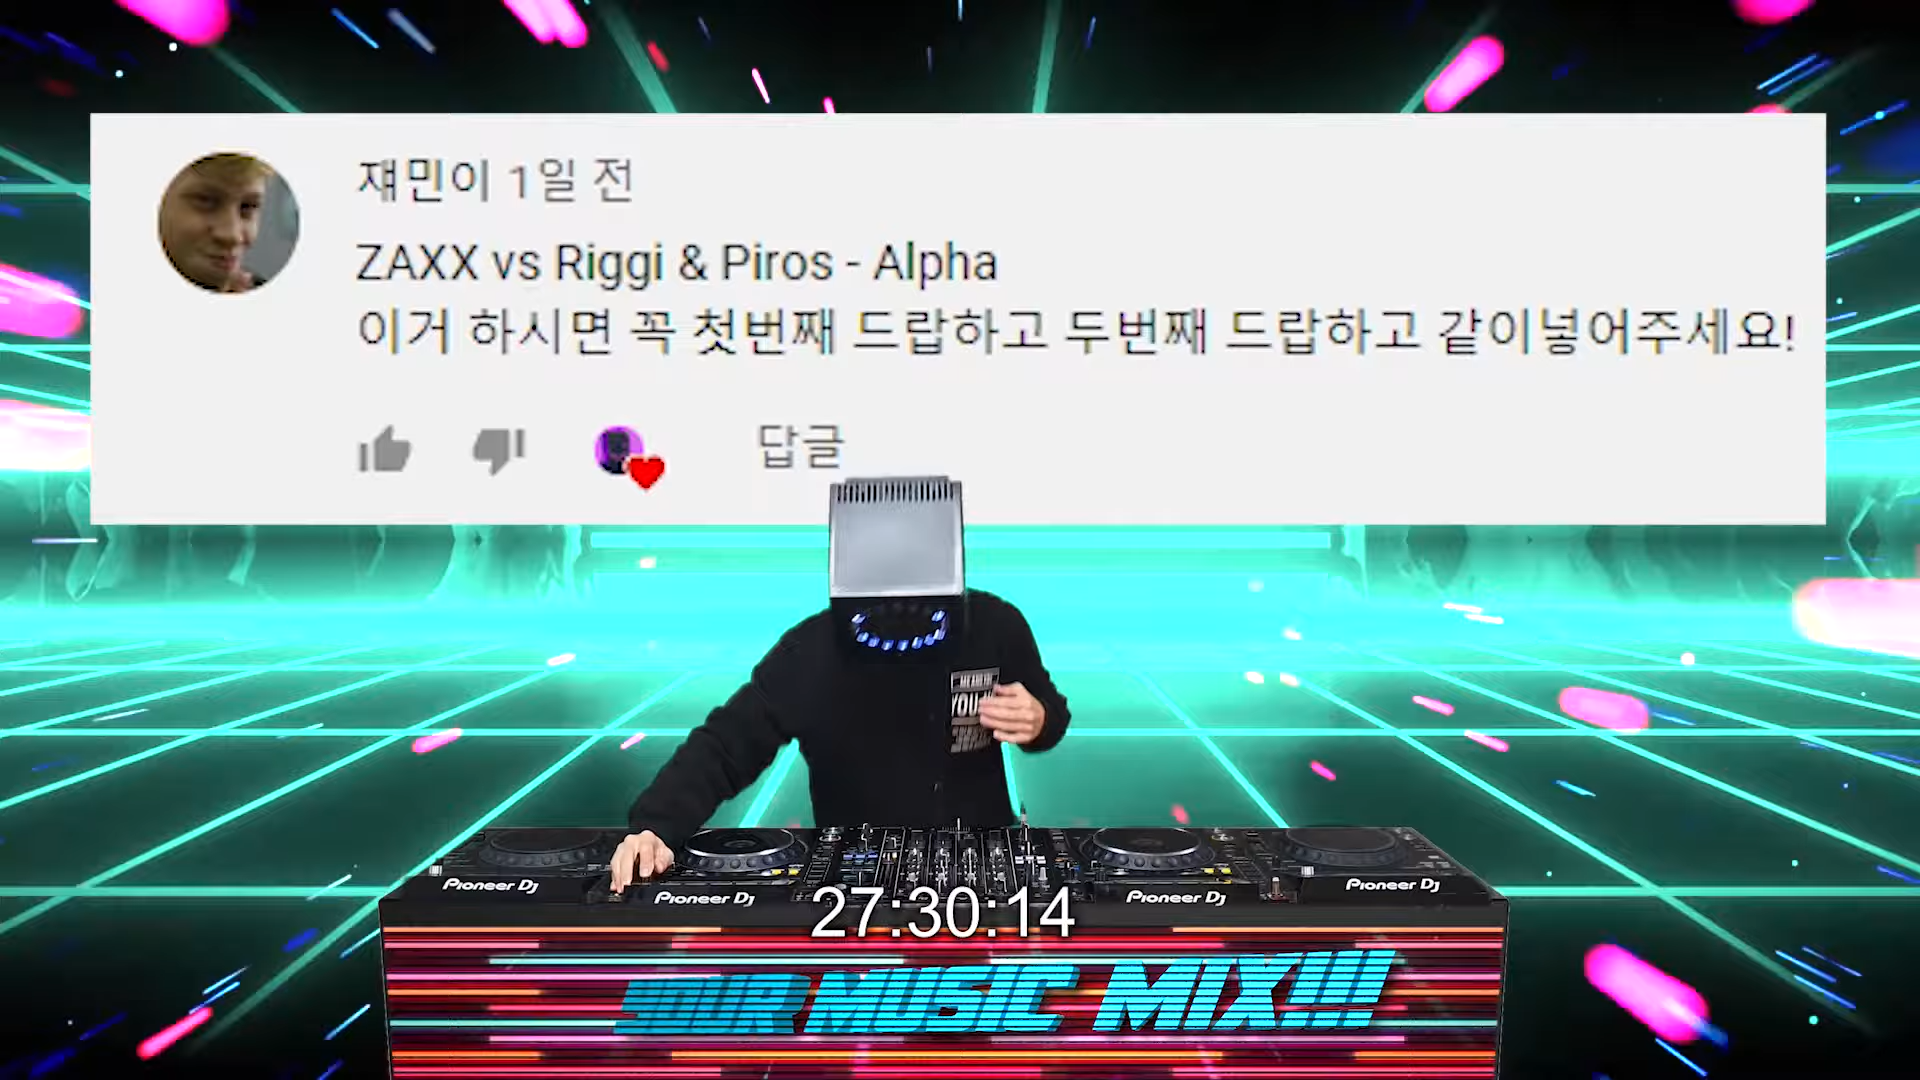 쟤민이 1일 전
ZAXX vs Riggi & Piros - Alpha
이거 하시면 꼭 첫번째 드랍하고 두번째 드랍하고 같이넣어주세요!
답글
YOU
Pioneer Dj
Pioneer Dj
Pioneer Dj
Pioneer Dj
27:30:14
YOUR MUSIC MIX!!!